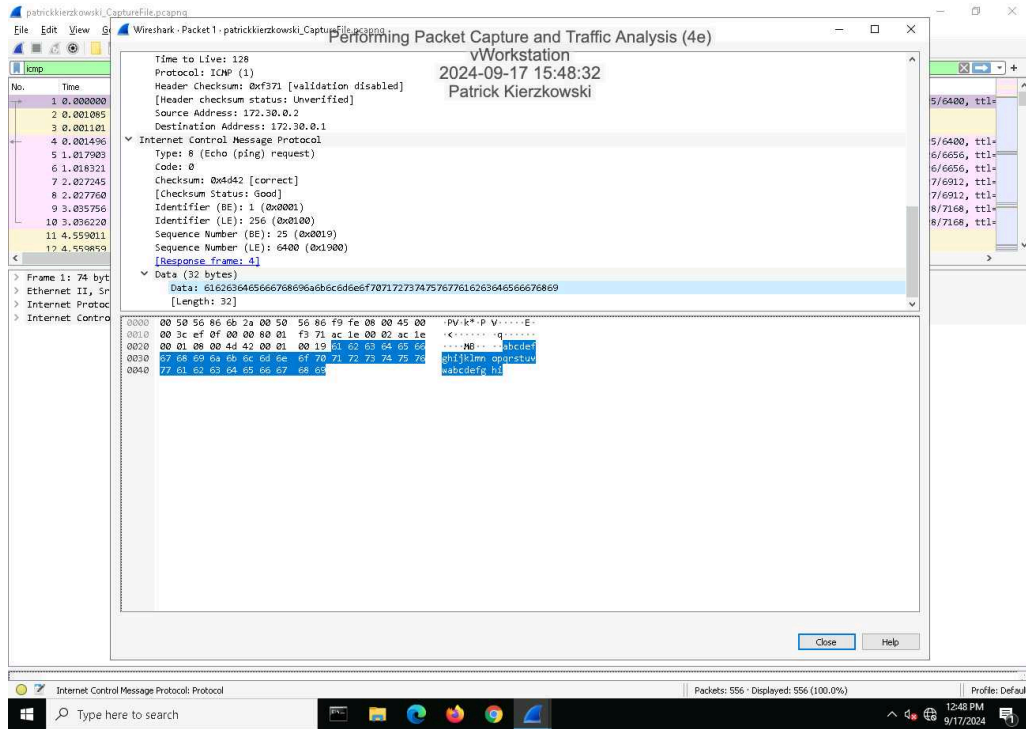 patrickkierzkowski_CaptureFile.pcapng
File Edit View
Wireshark · Packet 1 · patrickkierzkowski_CaptureFile.pcapng
Performing Packet Capture and Traffic Analysis (4e)
vWorkstation
2024-09-17 15:48:32
Patrick Kierzkowski
icmp
No. Time
1 0.000000
2 0.001085
3 0.001101
4 0.001496
5 1.017903
6 1.018321
7 2.027245
8 2.027760
9 3.035756
10 3.036220
11 4.559011
12 4.559859
5/6400, ttl=
5/6400, ttl=
6/6656, ttl=
6/6656, ttl=
7/6912, ttl=
7/6912, ttl=
8/7168, ttl=
8/7168, ttl=
Time to Live: 128
Protocol: ICMP (1)
Header Checksum: 0xf371 [validation disabled]
[Header checksum status: Unverified]
Source Address: 172.30.0.2
Destination Address: 172.30.0.1
Internet Control Message Protocol
Type: 8 (Echo (ping) request)
Code: 0
Checksum: 0x4d42 [correct]
[Checksum Status: Good]
Identifier (BE): 1 (0x0001)
Identifier (LE): 256 (0x0100)
Sequence Number (BE): 25 (0x0019)
Sequence Number (LE): 6400 (0x1900)
[Response frame: 4]
Data (32 bytes)
Data: 6162636465666768696a6b6c6d6e6f7071727374757677616263646566676869
[Length: 32]
Frame 1: 74 byt
Ethernet II, Sr
Internet Protoc
Internet Contro
0000 00 50 56 86 6b 2a 00 50 56 86 f9 fe 08 00 45 00 ·PV·k*·P V·····E·
0010 00 3c ef 0f 00 00 80 01 f3 71 ac 1e 00 02 ac 1e ·<······ ·q······
0020 00 01 08 00 4d 42 00 01 00 19 61 62 63 64 65 66 ····MB·· ··abcdef
0030 67 68 69 6a 6b 6c 6d 6e 6f 70 71 72 73 74 75 76 ghijklmn opqrstuv
0040 77 61 62 63 64 65 66 67 68 69 wabcdefg hi
Close Help
Internet Control Message Protocol: Protocol
Packets: 556 · Displayed: 556 (100.0%)
Profile: Defaul
Type here to search
12:48 PM
9/17/2024